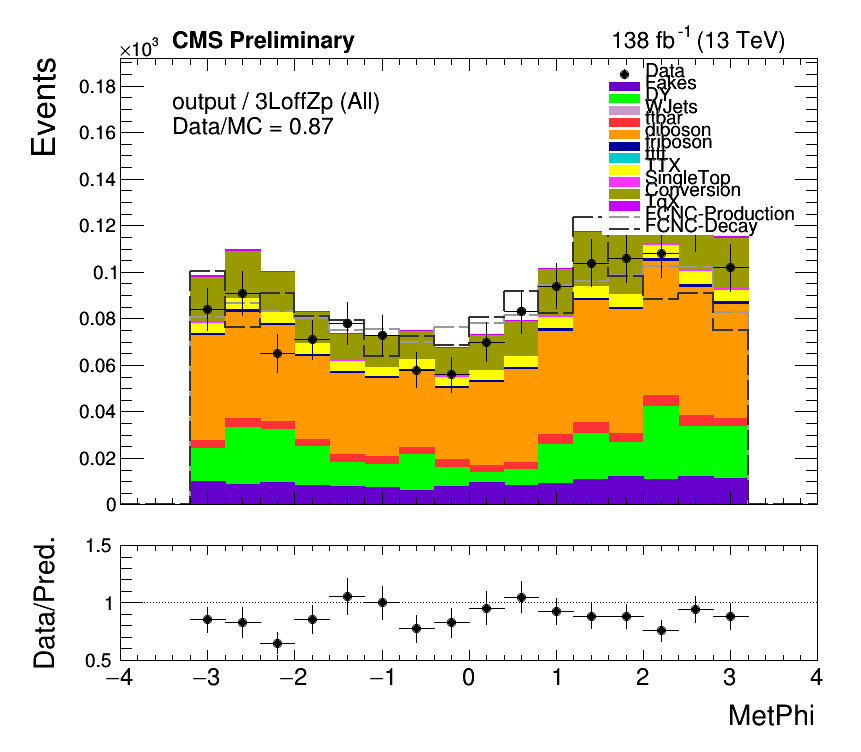 ×10³ CMS Preliminary 138 fb⁻¹ (13 TeV)
Events
output / 3LoffZp (All)
Data/MC = 0.87
Data
Fakes
DY
WJets
ttbar
diboson
triboson
tttt
TTX
SingleTop
Conversion
TqX
FCNC-Production
FCNC-Decay
0.18
0.16
0.14
0.12
0.1
0.08
0.06
0.04
0.02
0
Data/Pred.
1.5
1
0.5
−4 −3 −2 −1 0 1 2 3 4
MetPhi